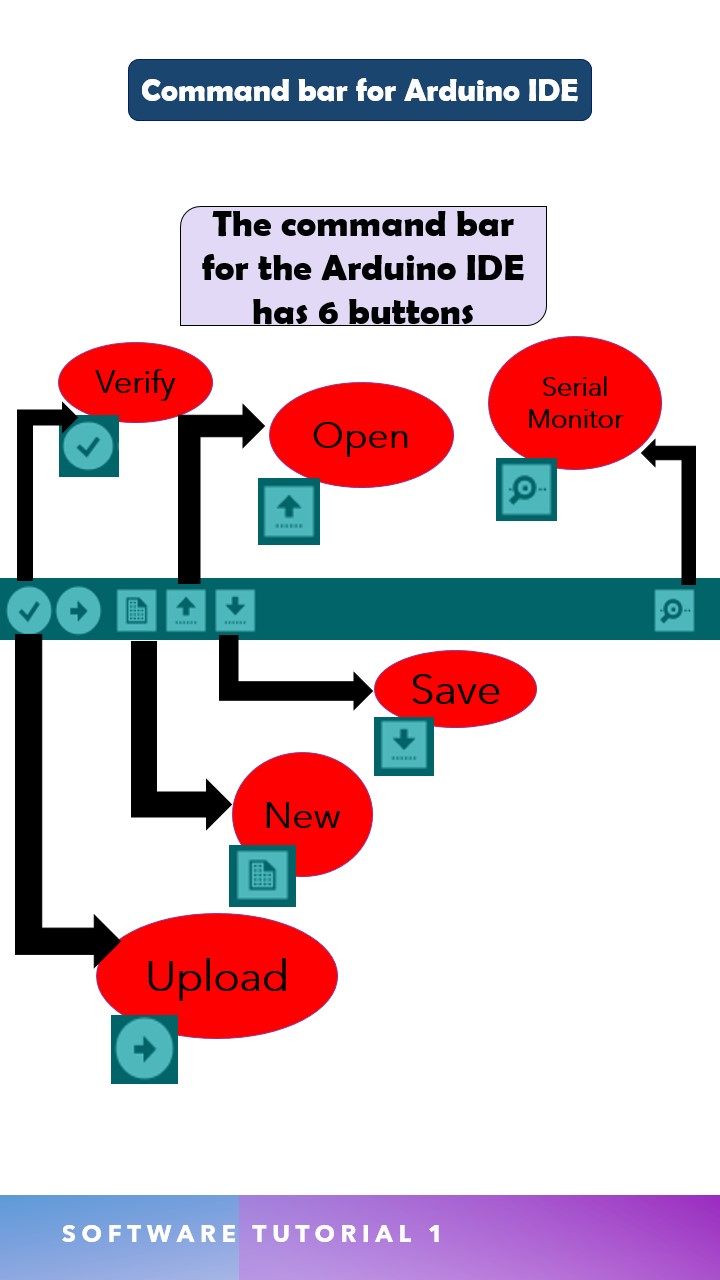 Command bar for Arduino IDE
The command bar
for the Arduino IDE
has 6 buttons
Verify
Open
Serial
Monitor
Save
New
Upload
SOFTWARE TUTORIAL 1